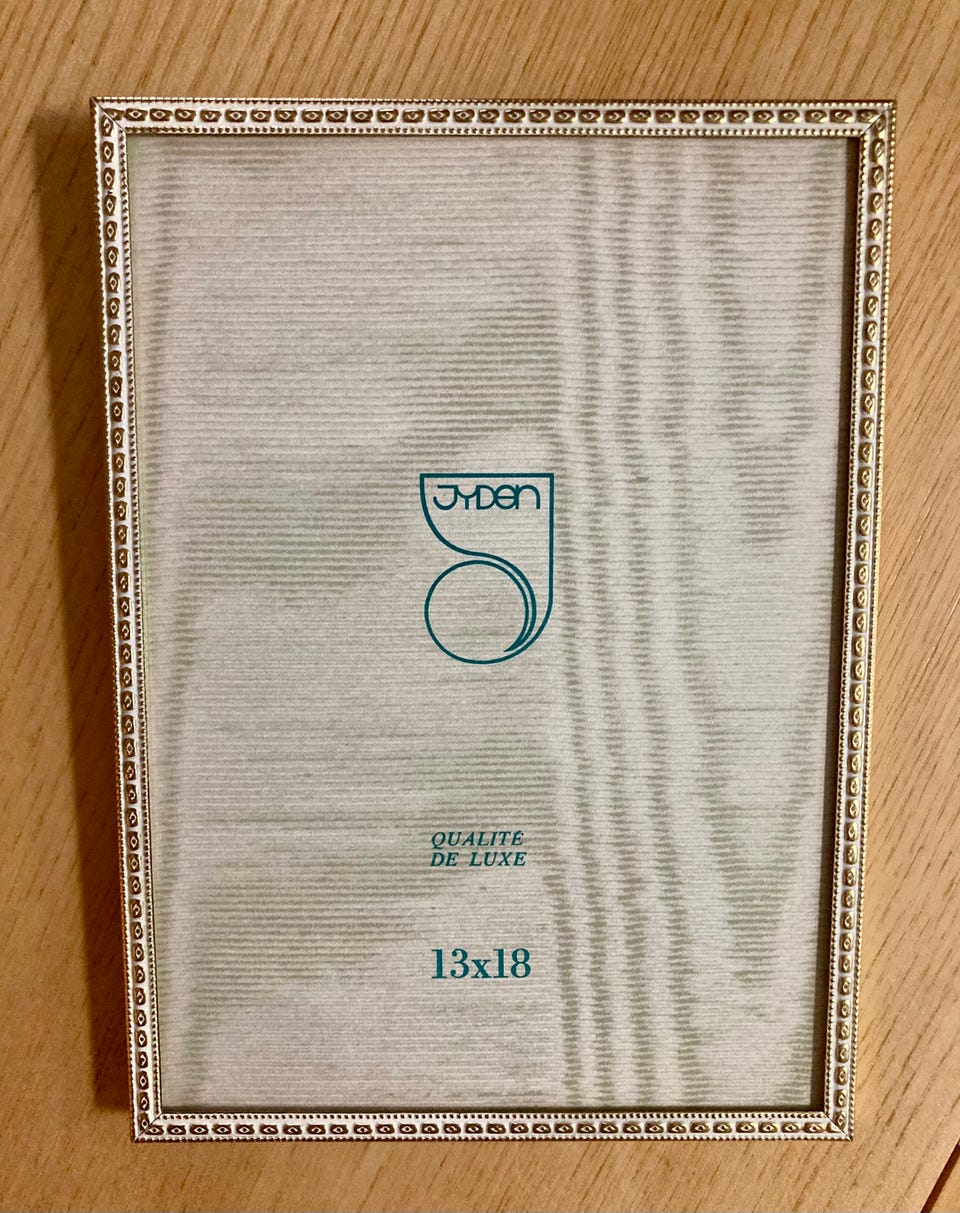 JYDen
QUALITÉ
DE LUXE
13x18